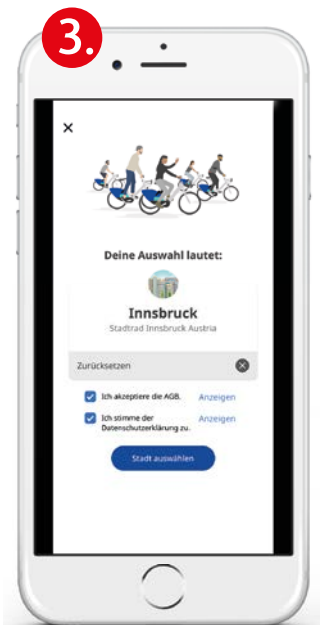 3.
Deine Auswahl lautet:
Innsbruck
Stadtrad Innsbruck Austria
Zurücksetzen
Ich akzeptiere die AGB. Anzeigen
Ich stimme der Anzeigen
Datenschutzerklärung zu.
Stadt auswählen